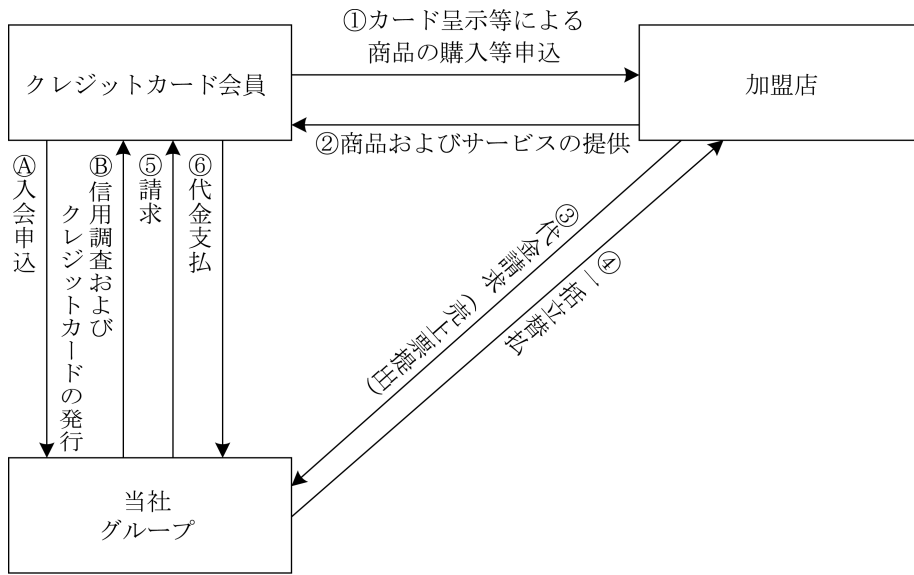 ①カード呈示等による
商品の購入等申込
クレジットカード会員
加盟店
②商品およびサービスの提供
Ⓐ入会申込
Ⓑ信用調査および
クレジットカードの発行
⑤請求
⑥代金支払
③代金請求
(売上票提出)
④一括立替払
当社
グループ